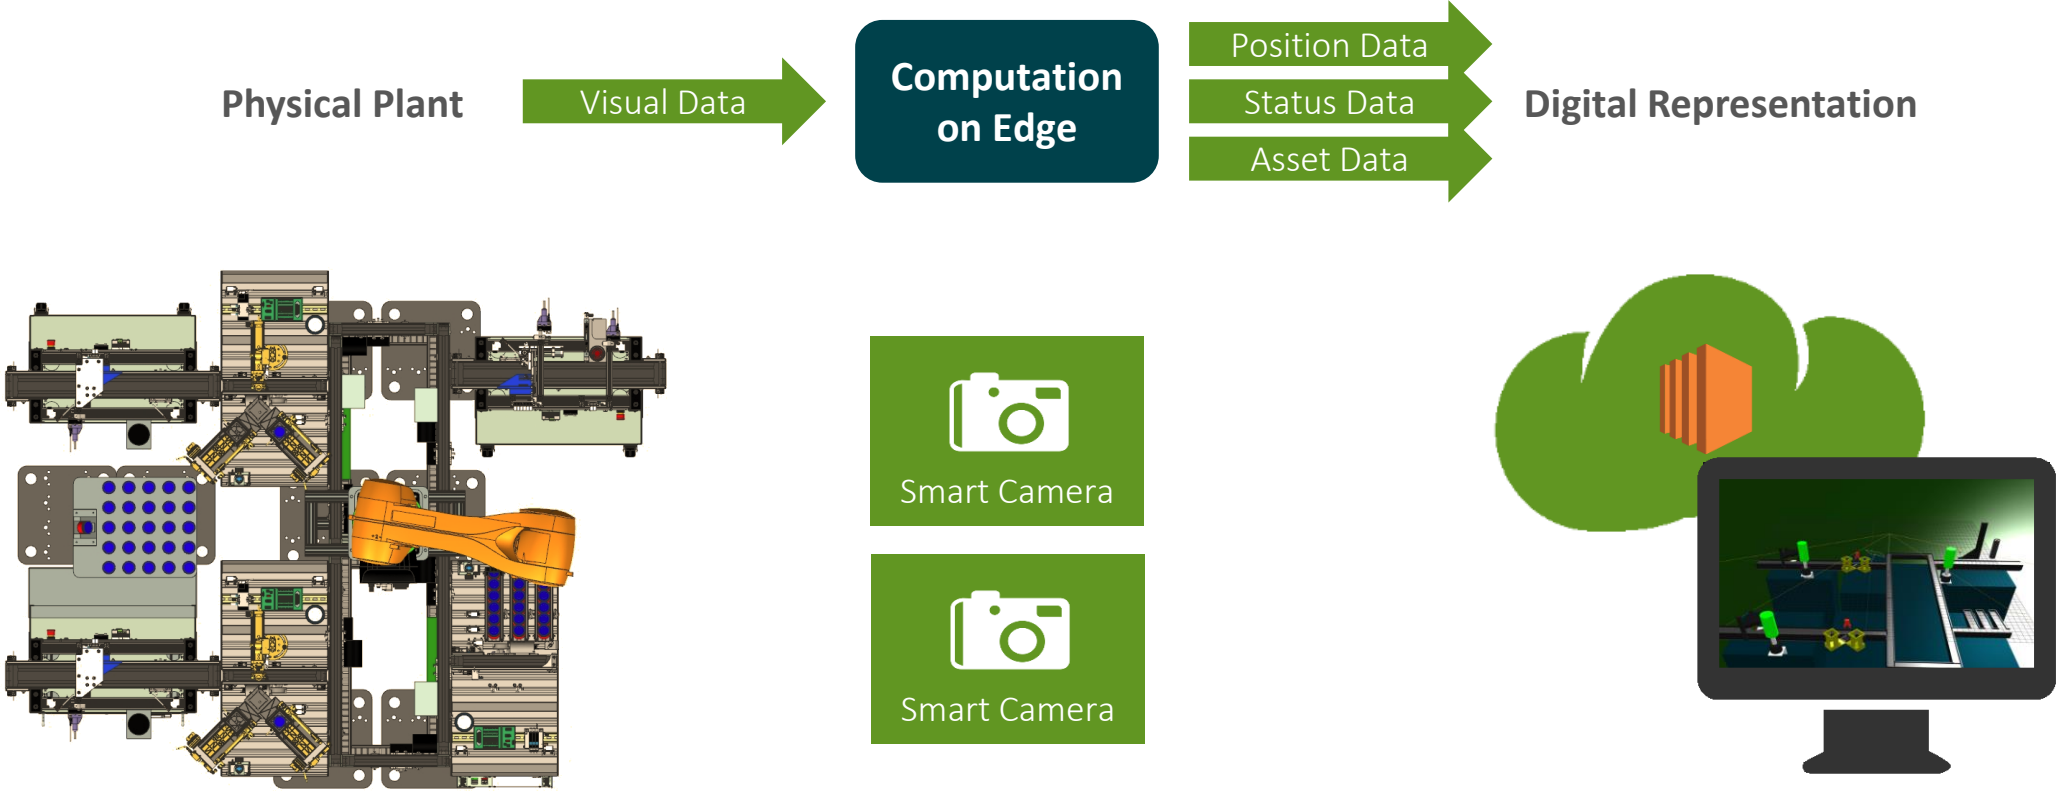 Physical Plant
Visual Data
Computation
on Edge
Position Data
Status Data
Asset Data
Digital Representation
Smart Camera
Smart Camera